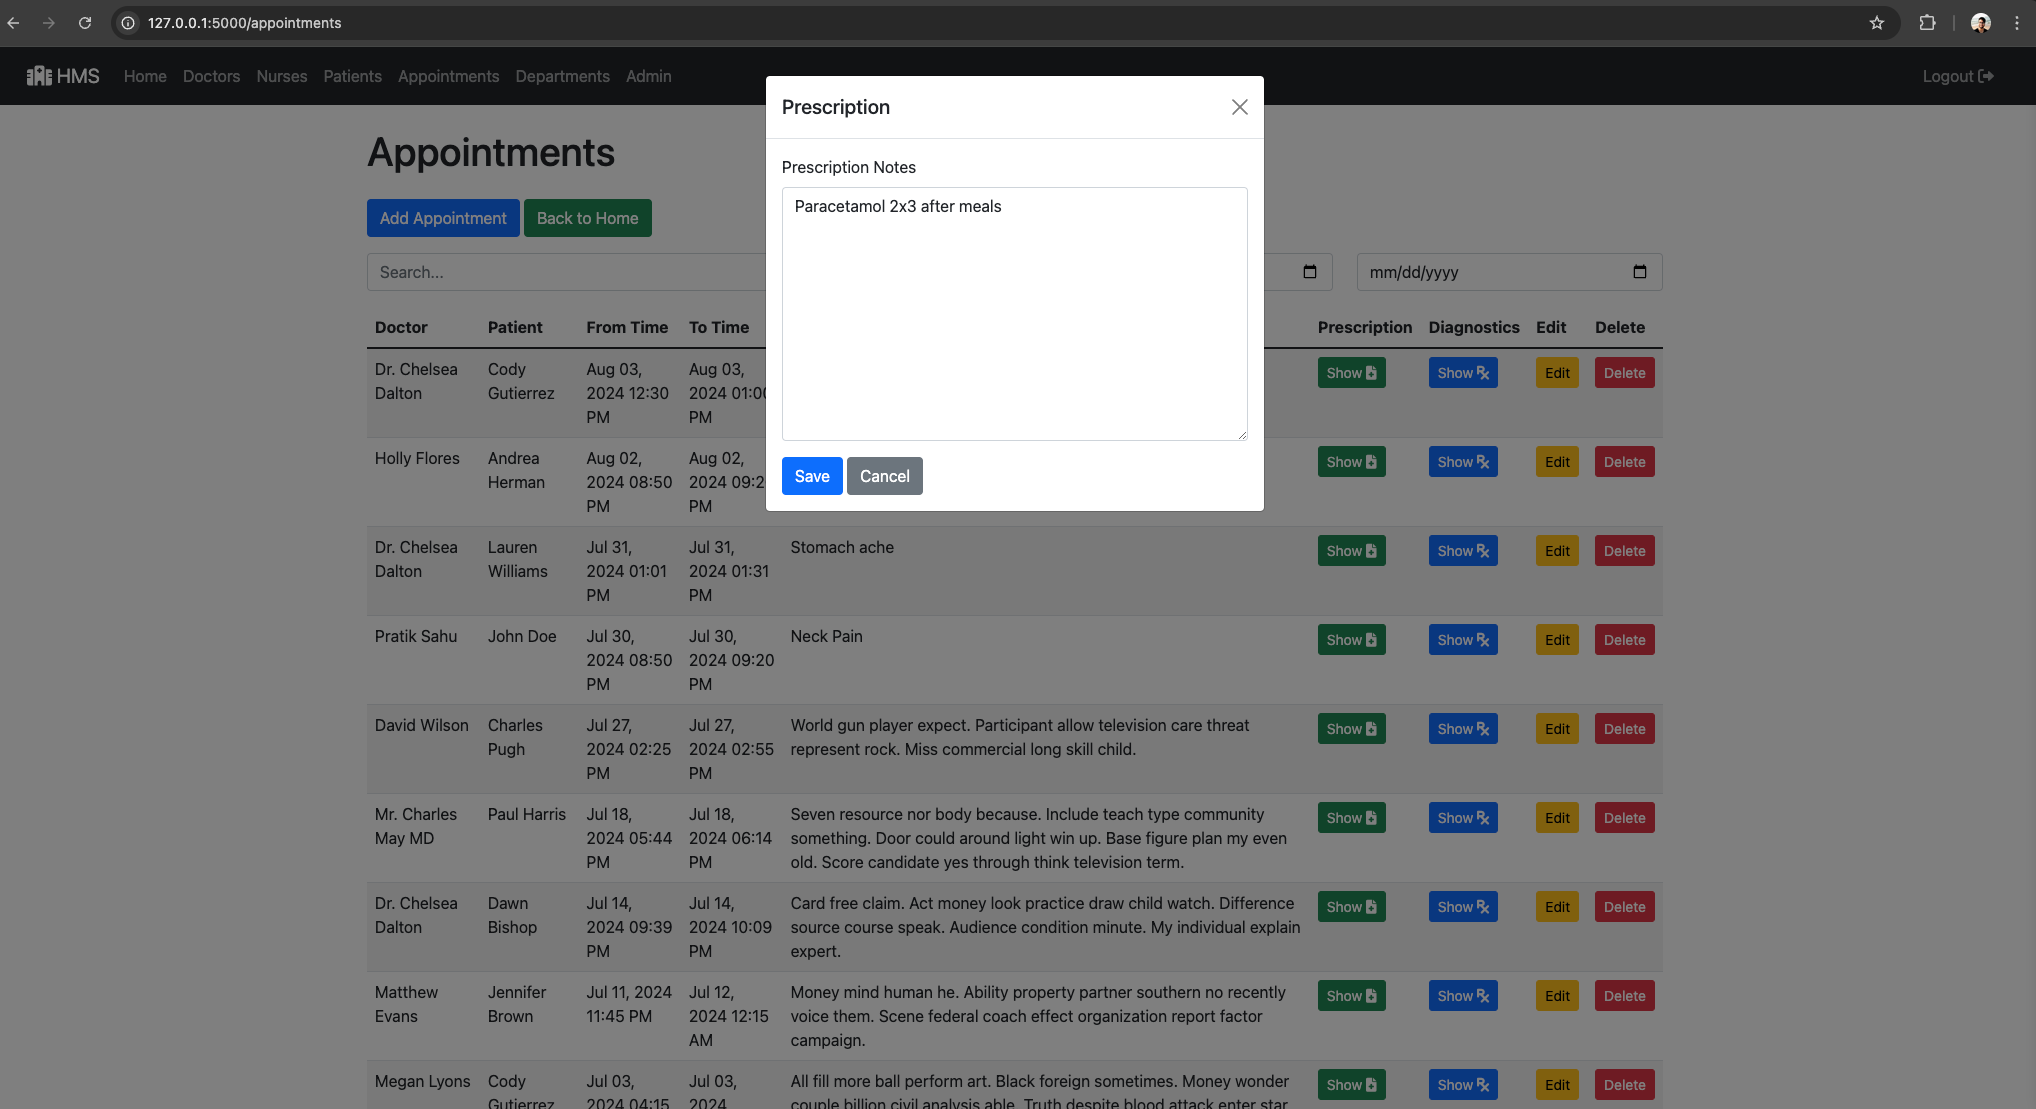 127.0.0.1:5000/appointments
HMS Home Doctors Nurses Patients Appointments Departments Admin Logout
Prescription
Prescription Notes
Paracetamol 2x3 after meals
Save Cancel
Appointments
Add Appointment Back to Home
Search... mm/dd/yyyy
Doctor Patient From Time To Time Prescription Diagnostics Edit Delete
Dr. Chelsea Cody Aug 03, Aug 03, Show Show Edit Delete
Dalton Gutierrez 2024 12:30 2024 01:00
PM PM
Holly Flores Andrea Aug 02, Aug 02, Show Show Edit Delete
Herman 2024 08:50 2024 09:2
PM PM
Dr. Chelsea Lauren Jul 31, Jul 31, Stomach ache Show Show Edit Delete
Dalton Williams 2024 01:01 2024 01:31
PM PM
Pratik Sahu John Doe Jul 30, Jul 30, Neck Pain Show Show Edit Delete
2024 08:50 2024 09:20
PM PM
David Wilson Charles Jul 27, Jul 27, World gun player expect. Participant allow television care threat Show Show Edit Delete
Pugh 2024 02:25 2024 02:55 represent rock. Miss commercial long skill child.
PM PM
Mr. Charles Paul Harris Jul 18, Jul 18, Seven resource nor body because. Include teach type community Show Show Edit Delete
May MD 2024 05:44 2024 06:14 something. Door could around light win up. Base figure plan my even
PM PM old. Score candidate yes through think television term.
Dr. Chelsea Dawn Jul 14, Jul 14, Card free claim. Act money look practice draw child watch. Difference Show Show Edit Delete
Dalton Bishop 2024 09:39 2024 10:09 source course speak. Audience condition minute. My individual explain
PM PM expert.
Matthew Jennifer Jul 11, 2024 Jul 12, Money mind human he. Ability property partner southern no recently Show Show Edit Delete
Evans Brown 11:45 PM 2024 12:15 voice them. Scene federal coach effect organization report factor
AM campaign.
Megan Lyons Cody Jul 03, Jul 03, All fill more ball perform art. Black foreign sometimes. Money wonder Show Show Edit Delete
Gutierrez 2024 04:15 2024 couple billion civil analysis able. Truth despite blood attack enter star